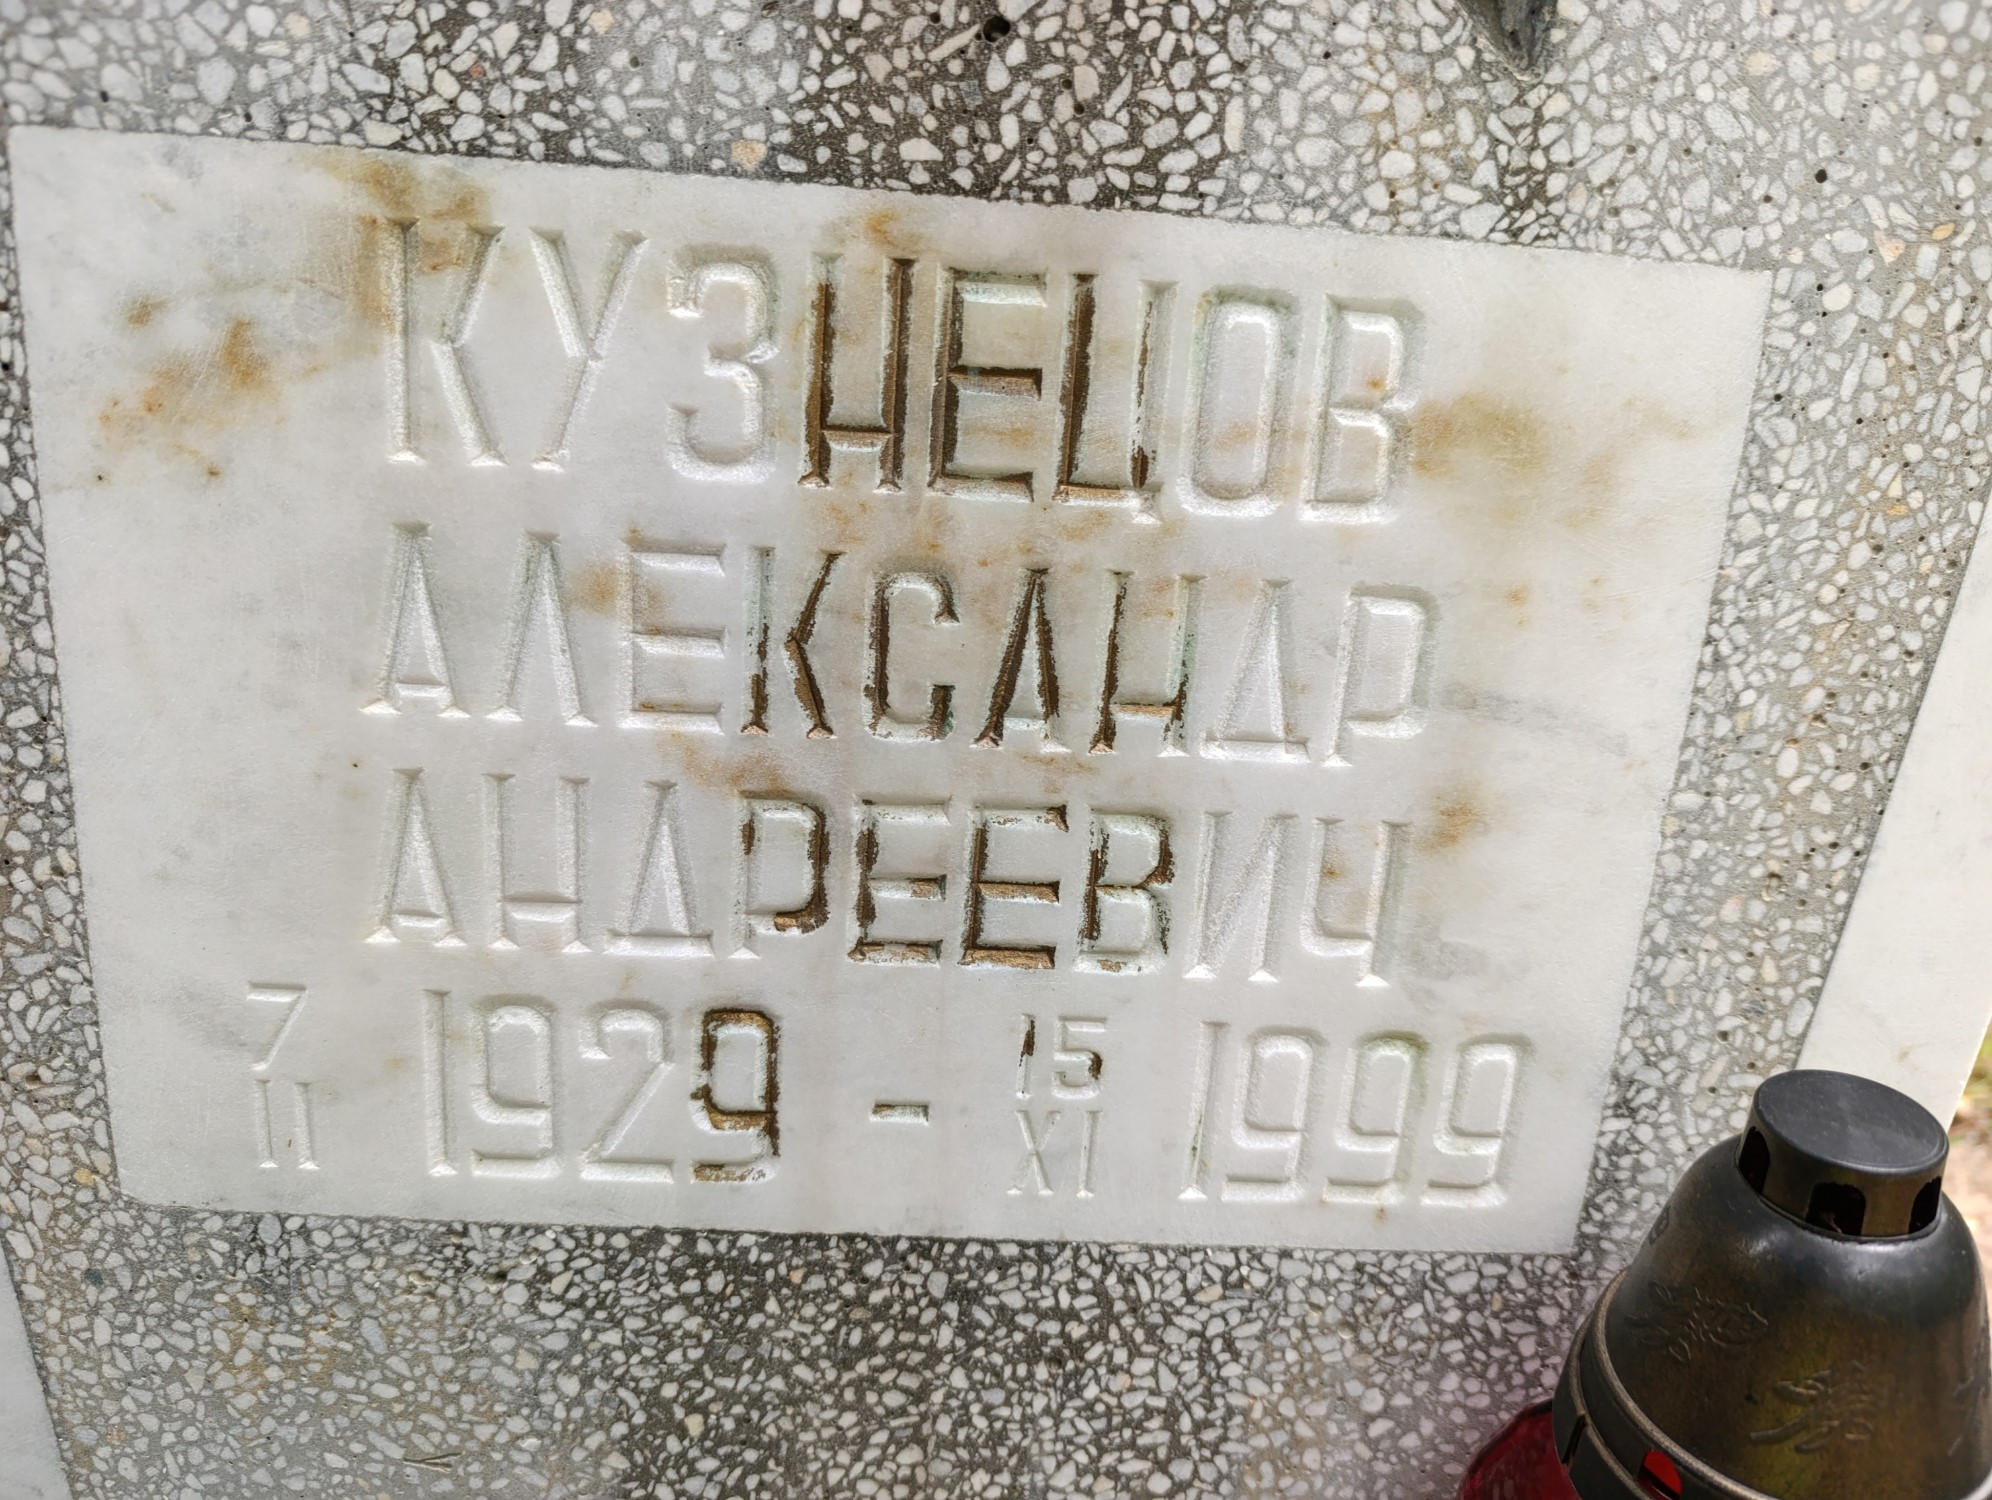 КУЗНЕЦОВ
АЛЕКСАНДР
АНДРЕЕВИЧ
7 II 1929 - 15 XI 1999